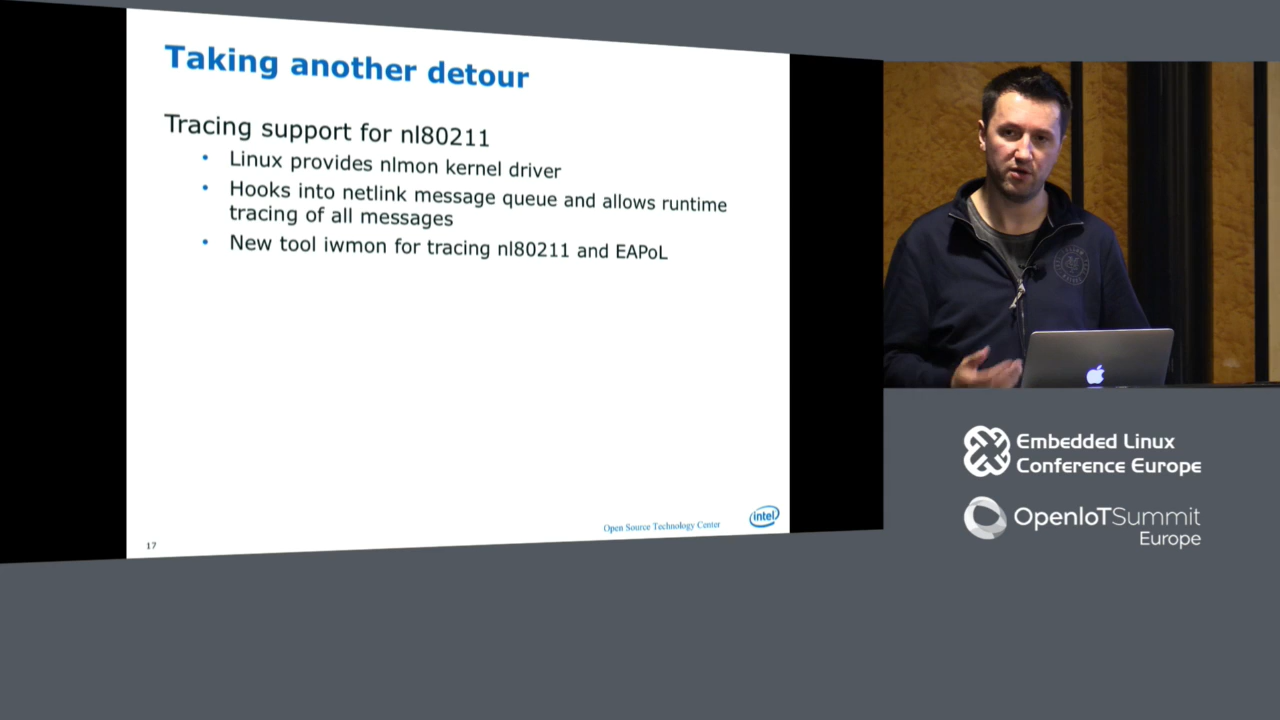 Taking another detour
Tracing support for nl80211
• Linux provides nlmon kernel driver
• Hooks into netlink message queue and allows runtime
tracing of all messages
• New tool iwmon for tracing nl80211 and EAPoL
Open Source Technology Center
intel
17
Embedded Linux
Conference Europe
OpenIoTSummit
Europe